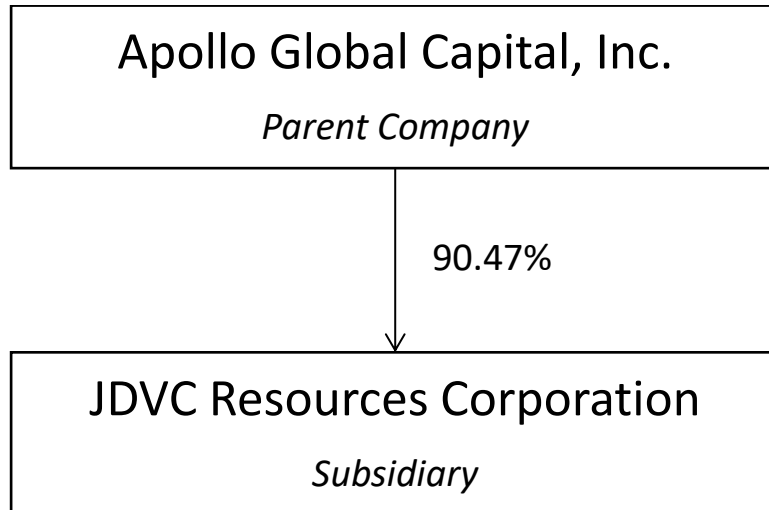 Apollo Global Capital, Inc.
Parent Company
90.47%
JDVC Resources Corporation
Subsidiary